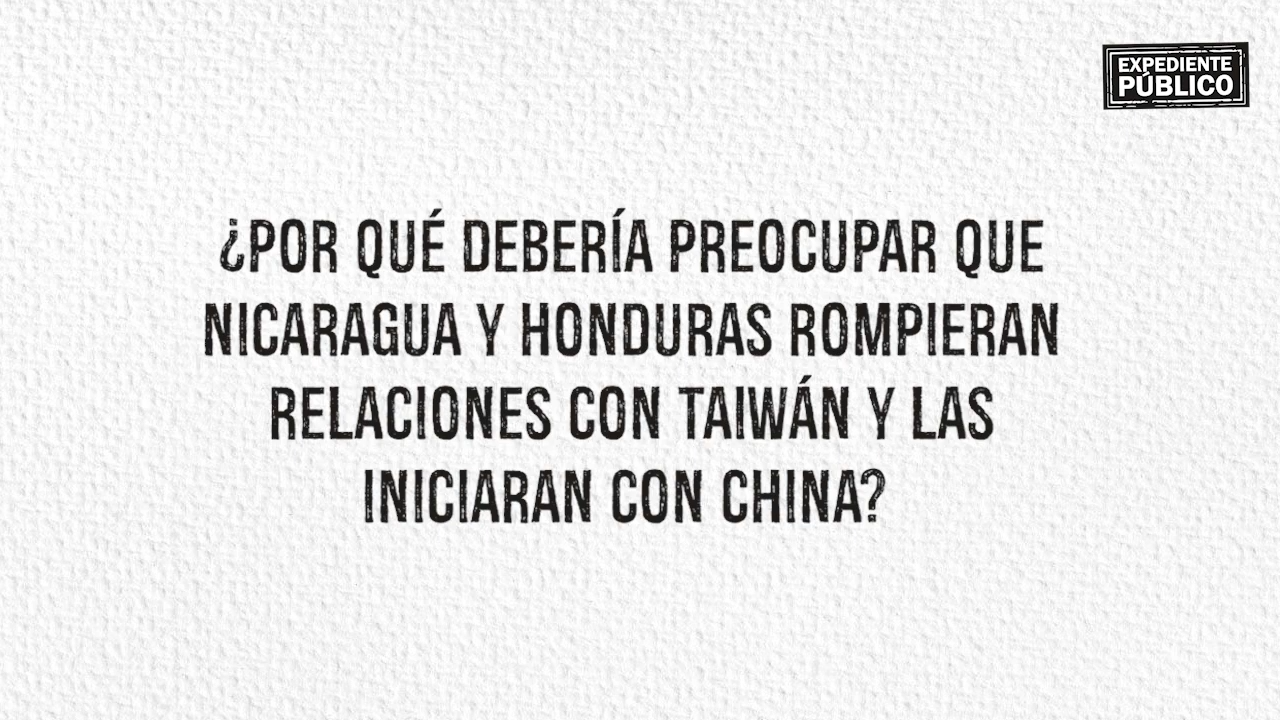 EXPEDIENTE
PÚBLICO
¿POR QUÉ DEBERÍA PREOCUPAR QUE
NICARAGUA Y HONDURAS ROMPIERAN
RELACIONES CON TAIWÁN Y LAS
INICIARAN CON CHINA?